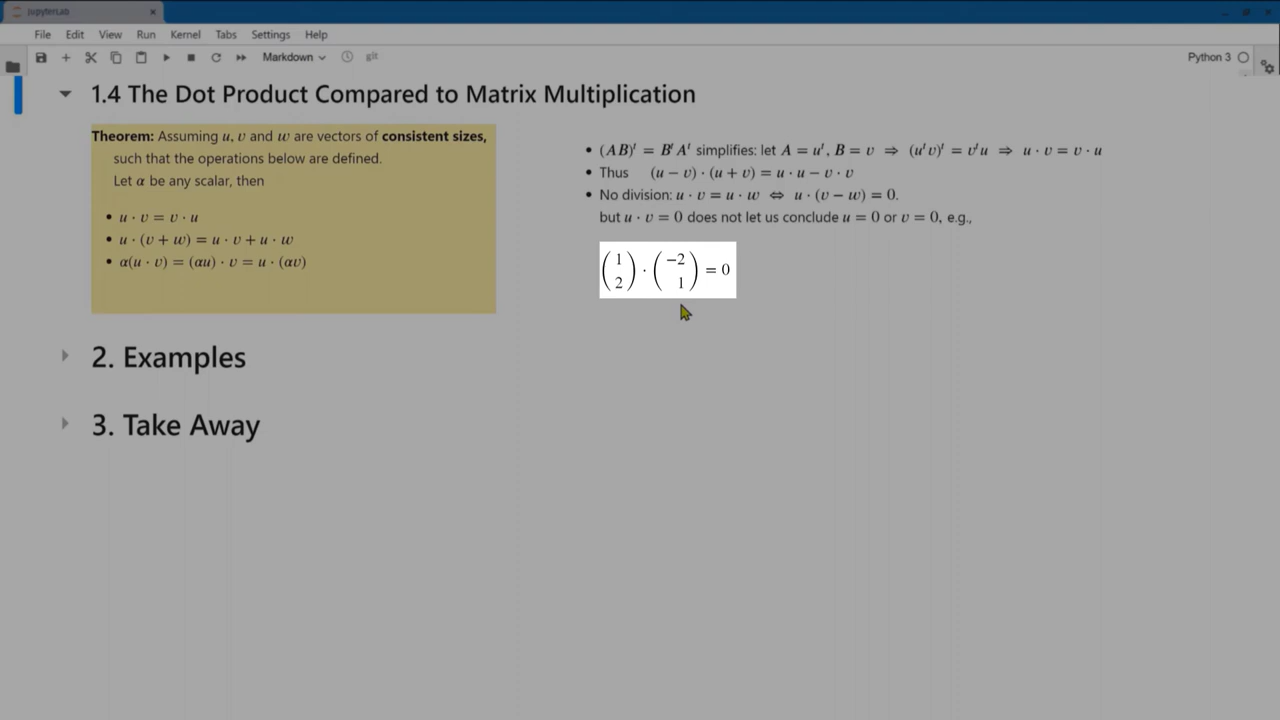 JupyterLab
File Edit View Run Kernel Tabs Settings Help
Markdown git Python 3
1.4 The Dot Product Compared to Matrix Multiplication
Theorem: Assuming u, v and w are vectors of consistent sizes,
such that the operations below are defined.
Let α be any scalar, then
• u · v = v · u
• u · (v + w) = u · v + u · w
• α(u · v) = (αu) · v = u · (αv)
• (AB)ᵗ = BᵗAᵗ simplifies: let A = uᵗ, B = v ⇒ (uᵗv)ᵗ = vᵗu ⇒ u · v = v · u
• Thus (u − v) · (u + v) = u · u − v · v
• No division: u · v = u · w ⇔ u · (v − w) = 0.
but u · v = 0 does not let us conclude u = 0 or v = 0, e.g.,
(1 2) · (−2 1) = 0
2. Examples
3. Take Away